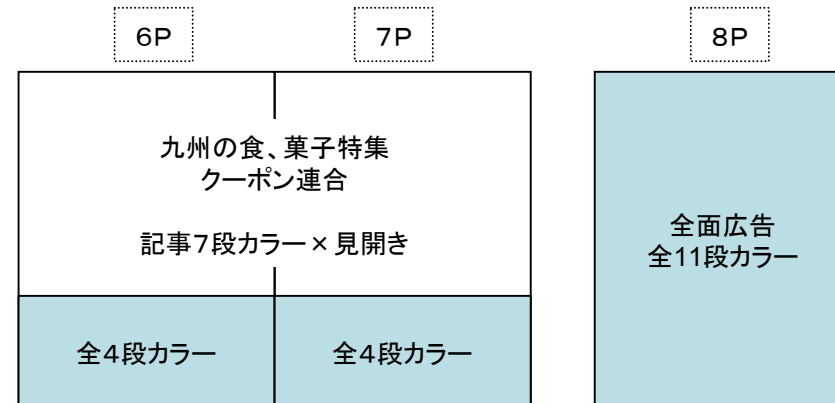 6P
7P
8P
九州の食、菓子特集
クーポン連合
記事7段カラー×見開き
全面広告
全11段カラー
全4段カラー
全4段カラー